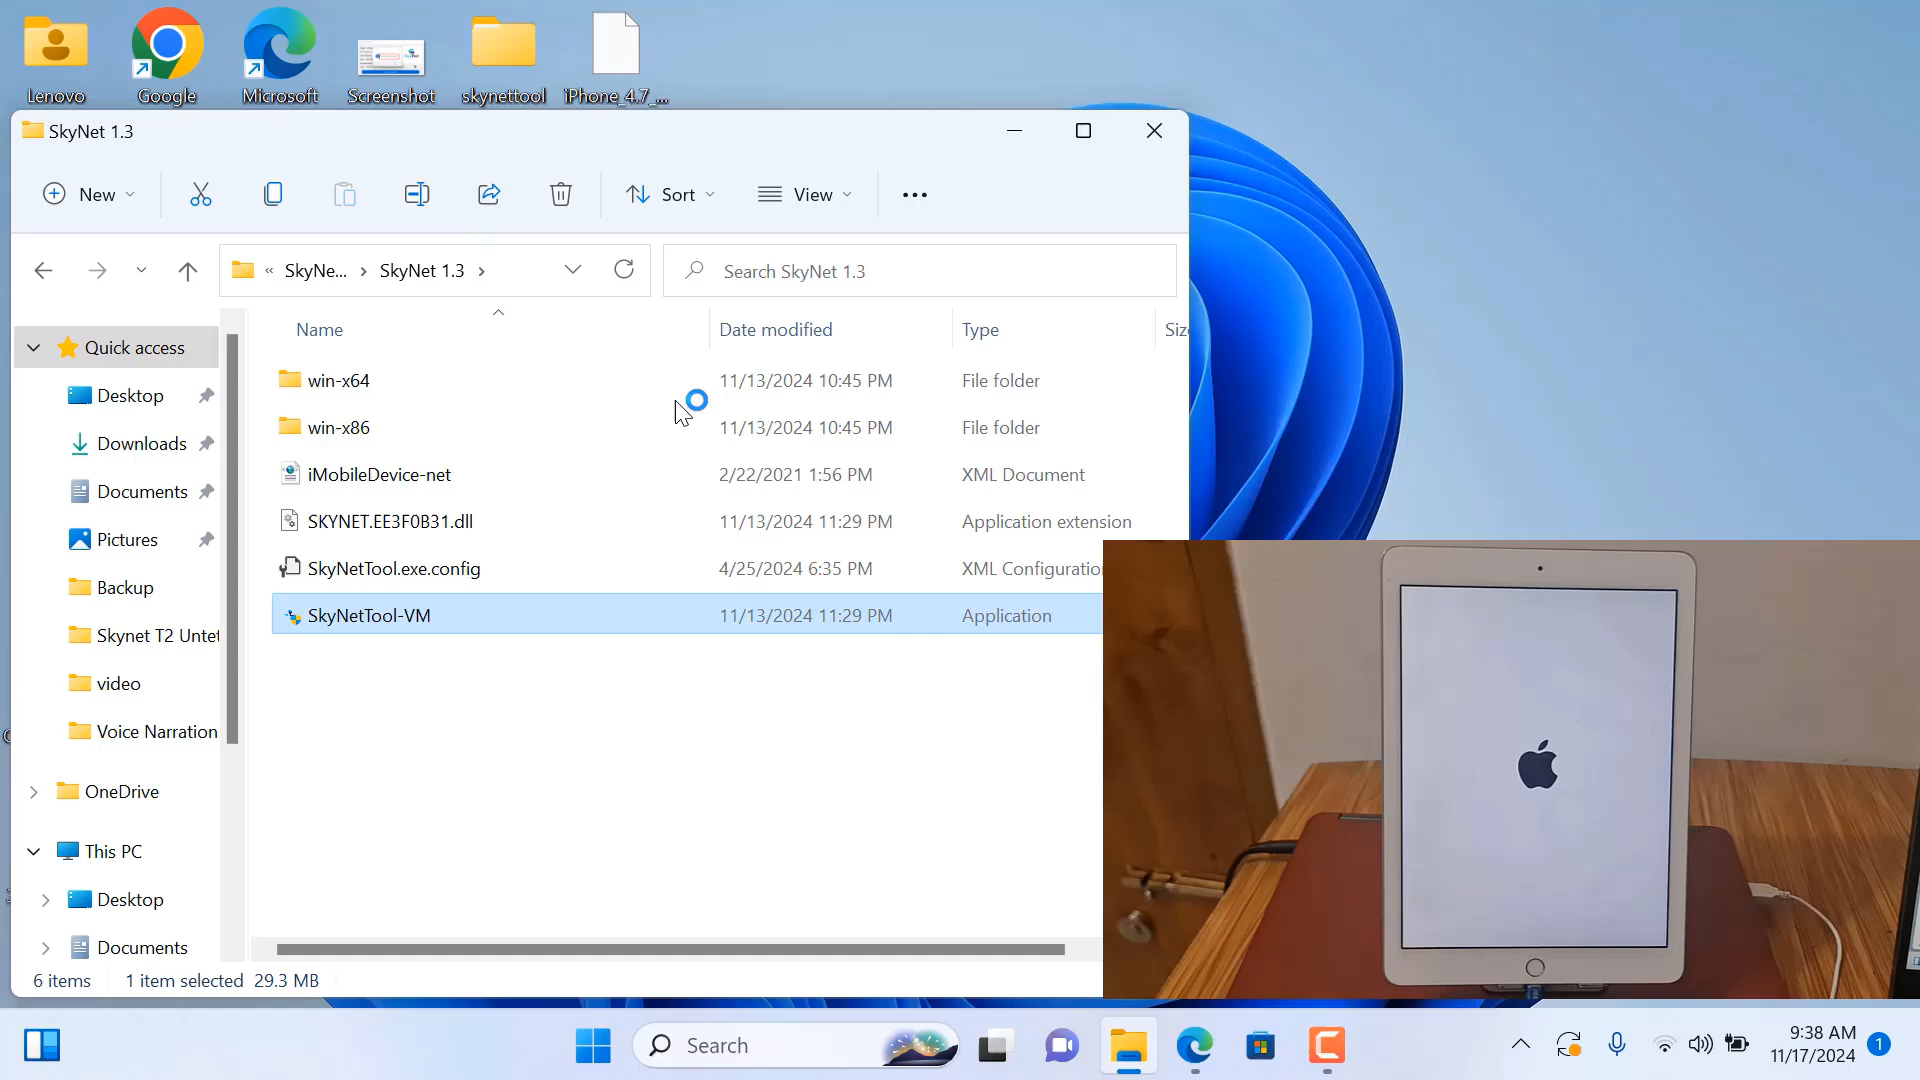 Lenovo
Google
Microsoft
Screenshot
skynettool
iPhone_4.7_...
SkyNet 1.3
New
Sort
View
« SkyNe... › SkyNet 1.3 ›
Search SkyNet 1.3
Name
Date modified
Type
Siz
Quick access
Desktop
Downloads
Documents
Pictures
Backup
Skynet T2 Untet
video
Voice Narration
OneDrive
This PC
Desktop
Documents
win-x64 11/13/2024 10:45 PM File folder
win-x86 11/13/2024 10:45 PM File folder
iMobileDevice-net 2/22/2021 1:56 PM XML Document
SKYNET.EE3F0B31.dll 11/13/2024 11:29 PM Application extension
SkyNetTool.exe.config 4/25/2024 6:35 PM XML Configuratio
SkyNetTool-VM 11/13/2024 11:29 PM Application
6 items 1 item selected 29.3 MB
Search
9:38 AM
11/17/2024
1